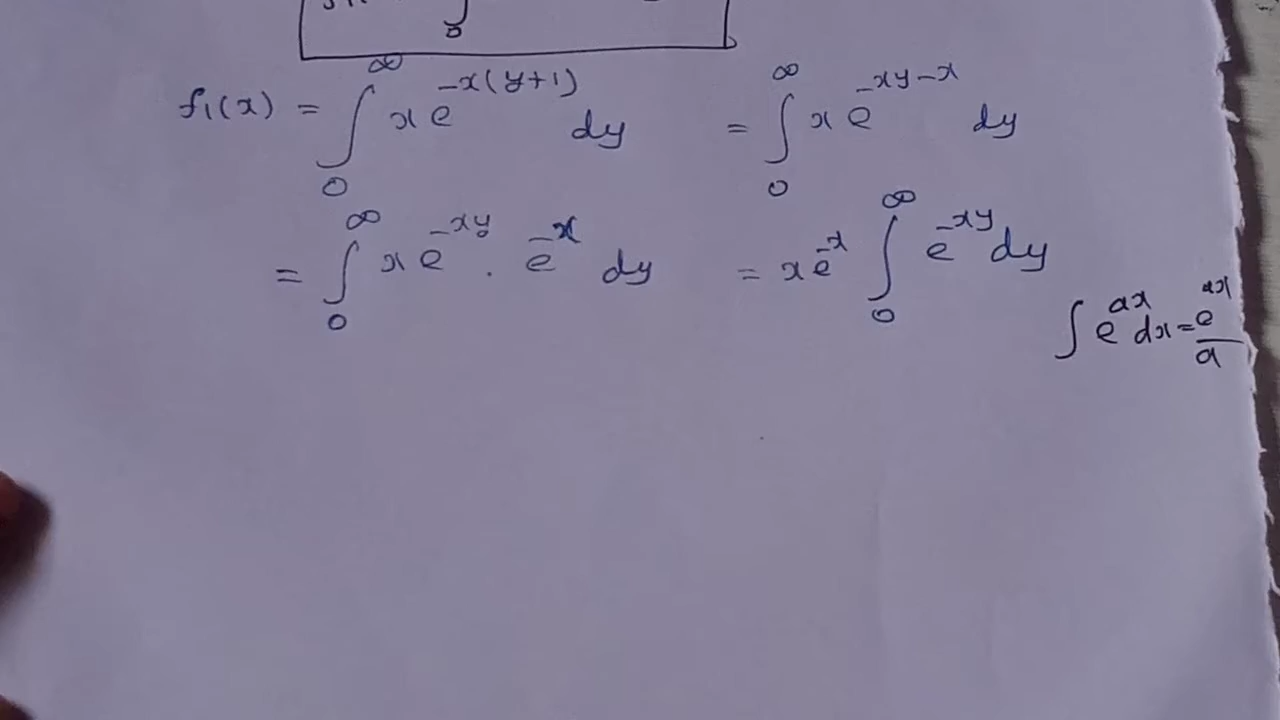 f₁(x) = ∫₀^∞ x e^{-x(y+1)} dy = ∫₀^∞ x e^{-xy-x} dy
= ∫₀^∞ x e^{-xy} . e^{-x} dy = x e^{-x} ∫₀^∞ e^{-xy} dy
∫ e^{ax} dx = e^{ax}/a